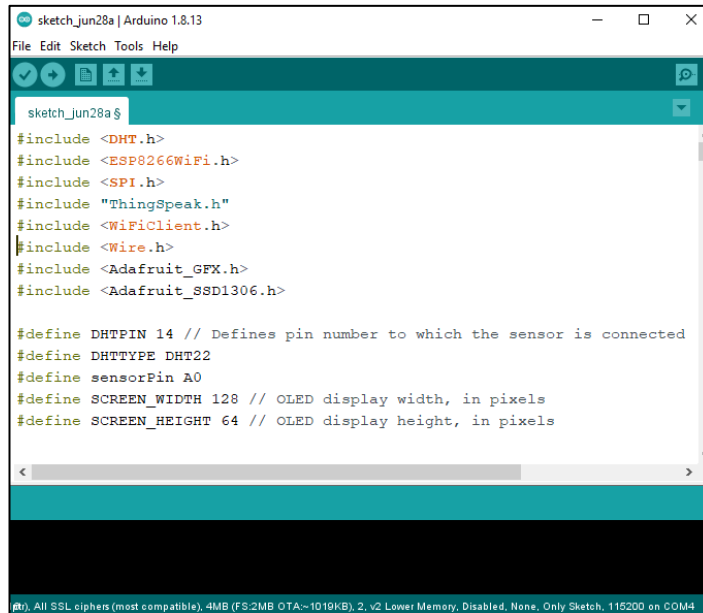 sketch_jun28a | Arduino 1.8.13
File Edit Sketch Tools Help
sketch_jun28a §
#include <DHT.h>
#include <ESP8266WiFi.h>
#include <SPI.h>
#include "ThingSpeak.h"
#include <WiFiClient.h>
#include <Wire.h>
#include <Adafruit_GFX.h>
#include <Adafruit_SSD1306.h>
#define DHTPIN 14 // Defines pin number to which the sensor is connected
#define DHTTYPE DHT22
#define sensorPin A0
#define SCREEN_WIDTH 128 // OLED display width, in pixels
#define SCREEN_HEIGHT 64 // OLED display height, in pixels
All SSL ciphers (most compatible), 4MB (FS:2MB OTA:~1019KB), 2, v2 Lower Memory, Disabled, None, Only Sketch, 115200 on COM4